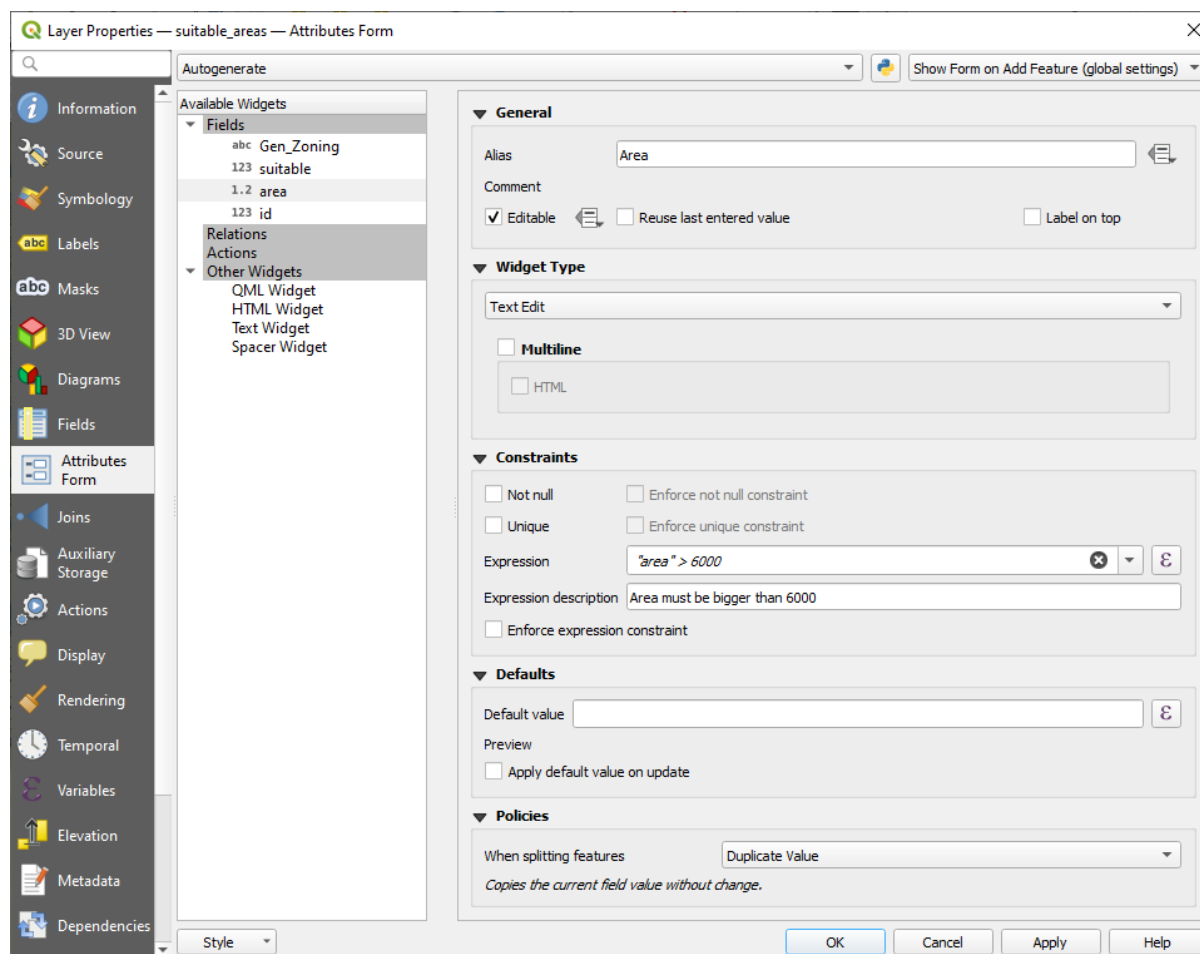 Layer Properties — suitable_areas — Attributes Form
Autogenerate
Show Form on Add Feature (global settings)
Information
Source
Symbology
abc Labels
abc Masks
3D View
Diagrams
Fields
Attributes
Form
Joins
Auxiliary
Storage
Actions
Display
Rendering
Temporal
ε Variables
Elevation
Metadata
Dependencies
Available Widgets
Fields
abc Gen_Zoning
123 suitable
1.2 area
123 id
Relations
Actions
Other Widgets
QML Widget
HTML Widget
Text Widget
Spacer Widget
General
Alias Area
Comment
Editable Reuse last entered value Label on top
Widget Type
Text Edit
Multiline
HTML
Constraints
Not null Enforce not null constraint
Unique Enforce unique constraint
Expression "area" > 6000 ε
Expression description Area must be bigger than 6000
Enforce expression constraint
Defaults
Default value ε
Preview
Apply default value on update
Policies
When splitting features Duplicate Value
Copies the current field value without change.
Style OK Cancel Apply Help